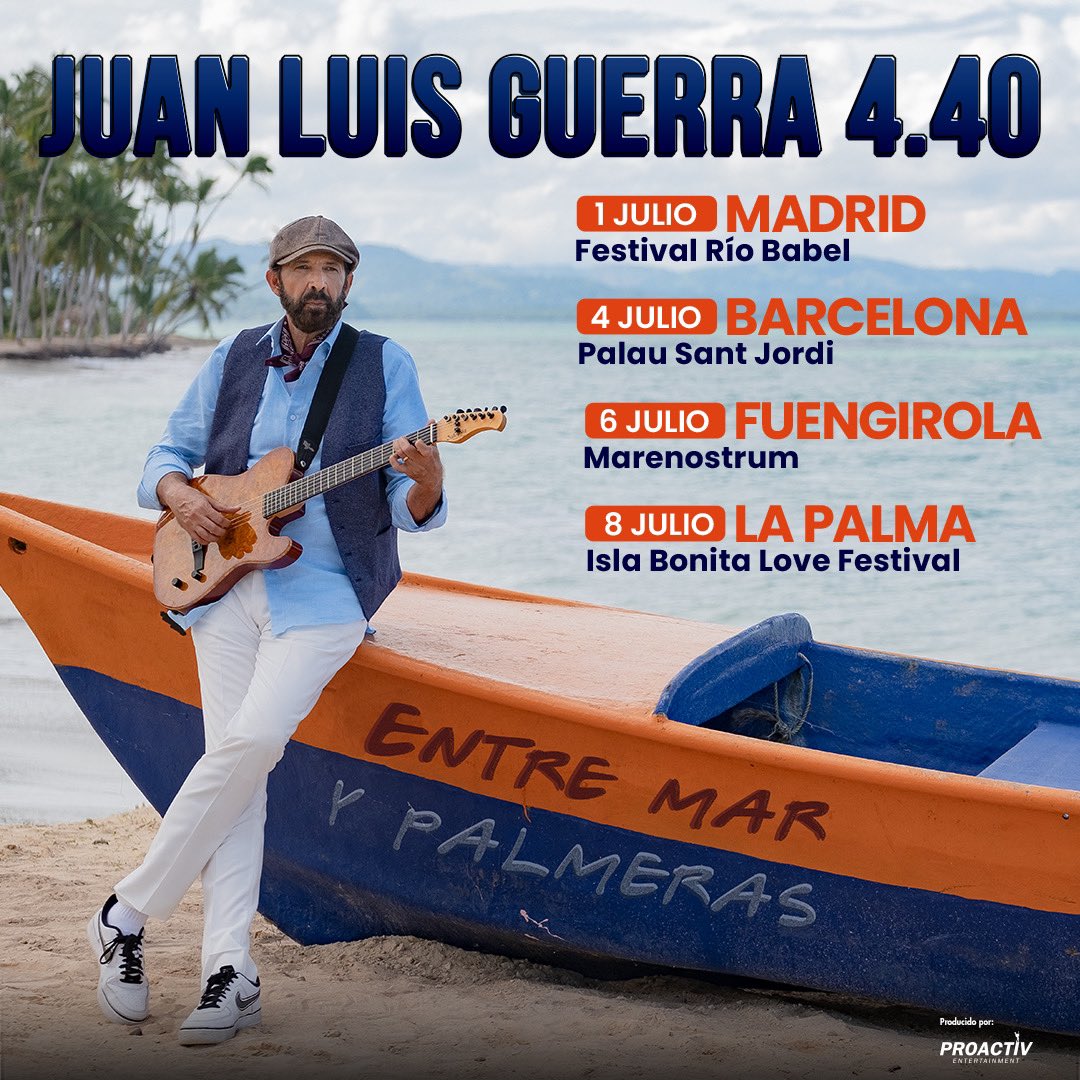 JUAN LUIS GUERRA 4.40
1 JULIO MADRID
Festival Río Babel
4 JULIO BARCELONA
Palau Sant Jordi
6 JULIO FUENGIROLA
Marenostrum
8 JULIO LA PALMA
Isla Bonita Love Festival
ENTRE MAR
Y PALMERAS
Producido por:
PROACTIV
ENTERTAINMENT